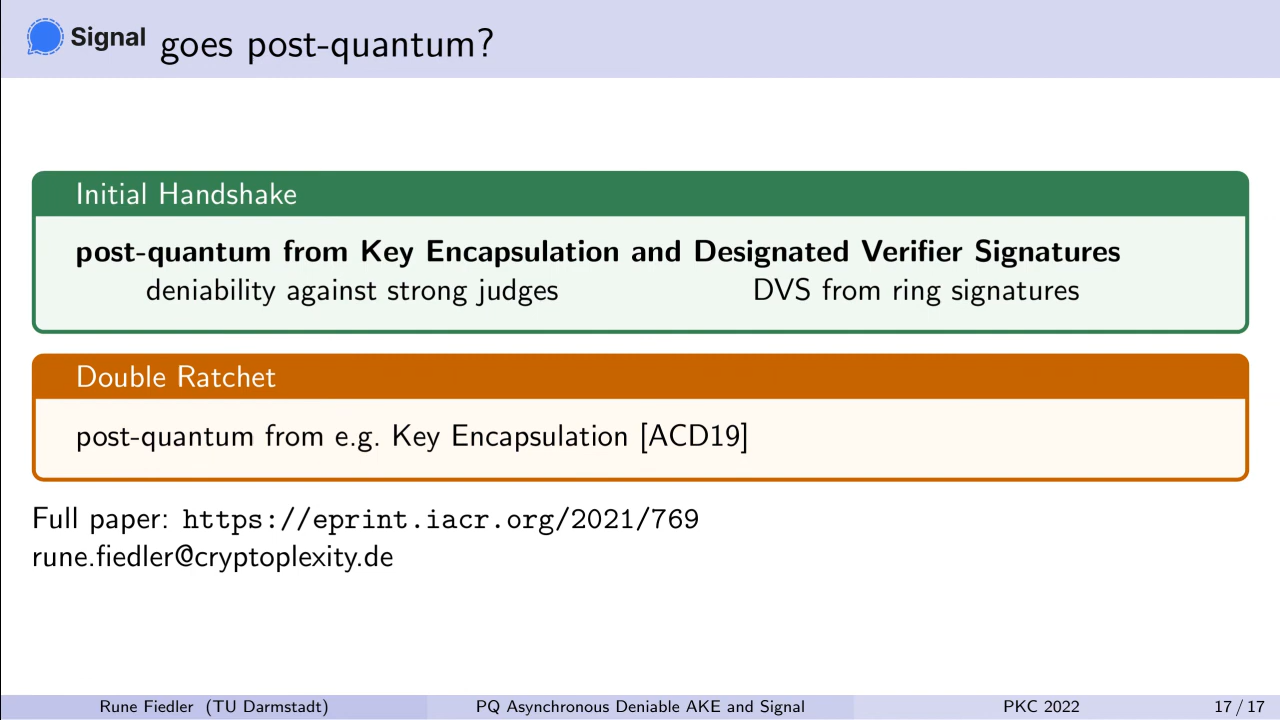 Signal goes post-quantum?
Initial Handshake
post-quantum from Key Encapsulation and Designated Verifier Signatures
deniability against strong judges DVS from ring signatures
Double Ratchet
post-quantum from e.g. Key Encapsulation [ACD19]
Full paper: https://eprint.iacr.org/2021/769
rune.fiedler@cryptoplexity.de
Rune Fiedler (TU Darmstadt) PQ Asynchronous Deniable AKE and Signal PKC 2022 17 / 17